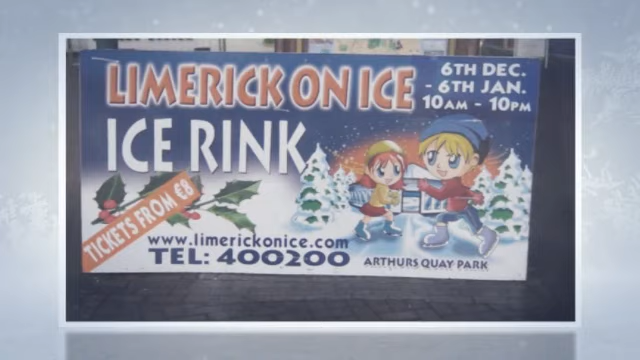 LIMERICK ON ICE
6TH DEC.
- 6TH JAN.
10AM - 10PM
ICE RINK
TICKETS FROM €8
www.limerickonice.com
TEL: 400200
ARTHURS QUAY PARK